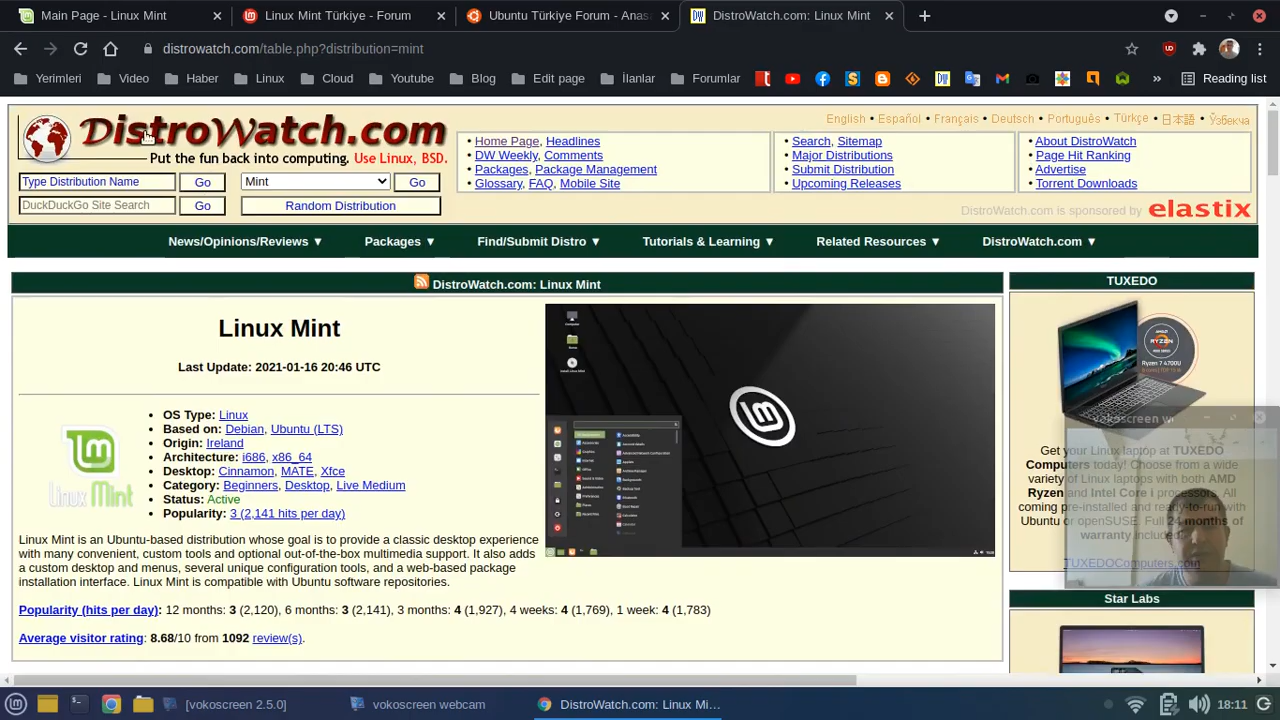 Main Page - Linux Mint
Linux Mint Türkiye - Forum
Ubuntu Türkiye Forum - Anas
DistroWatch.com: Linux Mint
distrowatch.com/table.php?distribution=mint
Yerimleri
Video
Haber
Linux
Cloud
Youtube
Blog
Edit page
İlanlar
Forumlar
Reading list
DistroWatch.com
Put the fun back into computing. Use Linux, BSD.
English • Español • Français • Deutsch • Português • Türkçe • 日本語 • Ўзбекча
• Home Page, Headlines
• DW Weekly, Comments
• Packages, Package Management
• Glossary, FAQ, Mobile Site
• Search, Sitemap
• Major Distributions
• Submit Distribution
• Upcoming Releases
• About DistroWatch
• Page Hit Ranking
• Advertise
• Torrent Downloads
Type Distribution Name Go
Mint Go
DuckDuckGo Site Search Go
Random Distribution
DistroWatch.com is sponsored by elastix
News/Opinions/Reviews ▼ Packages ▼ Find/Submit Distro ▼ Tutorials & Learning ▼ Related Resources ▼ DistroWatch.com ▼
DistroWatch.com: Linux Mint
Linux Mint
Last Update: 2021-01-16 20:46 UTC
Linux Mint
• OS Type: Linux
• Based on: Debian, Ubuntu (LTS)
• Origin: Ireland
• Architecture: i686, x86_64
• Desktop: Cinnamon, MATE, Xfce
• Category: Beginners, Desktop, Live Medium
• Status: Active
• Popularity: 3 (2,141 hits per day)
Linux Mint is an Ubuntu-based distribution whose goal is to provide a classic desktop experience
with many convenient, custom tools and optional out-of-the-box multimedia support. It also adds
a custom desktop and menus, several unique configuration tools, and a web-based package
installation interface. Linux Mint is compatible with Ubuntu software repositories.
Popularity (hits per day): 12 months: 3 (2,120), 6 months: 3 (2,141), 3 months: 4 (1,927), 4 weeks: 4 (1,769), 1 week: 4 (1,783)
Average visitor rating: 8.68/10 from 1092 review(s).
TUXEDO
AMD
RYZEN
Ryzen 7 4700U
vokoscreen w
Get your Linux laptop at TUXEDO
Computers today! Choose from a wide
variety of Linux laptops with both AMD
Ryzen and Intel Core i processors. All
coming pre-installed and ready-to-run with
Ubuntu or openSUSE. Full 24 months of
warranty included!
TUXEDOComputers.com
Star Labs
[vokoscreen 2.5.0]
vokoscreen webcam
DistroWatch.com: Linux Mi...
18:11